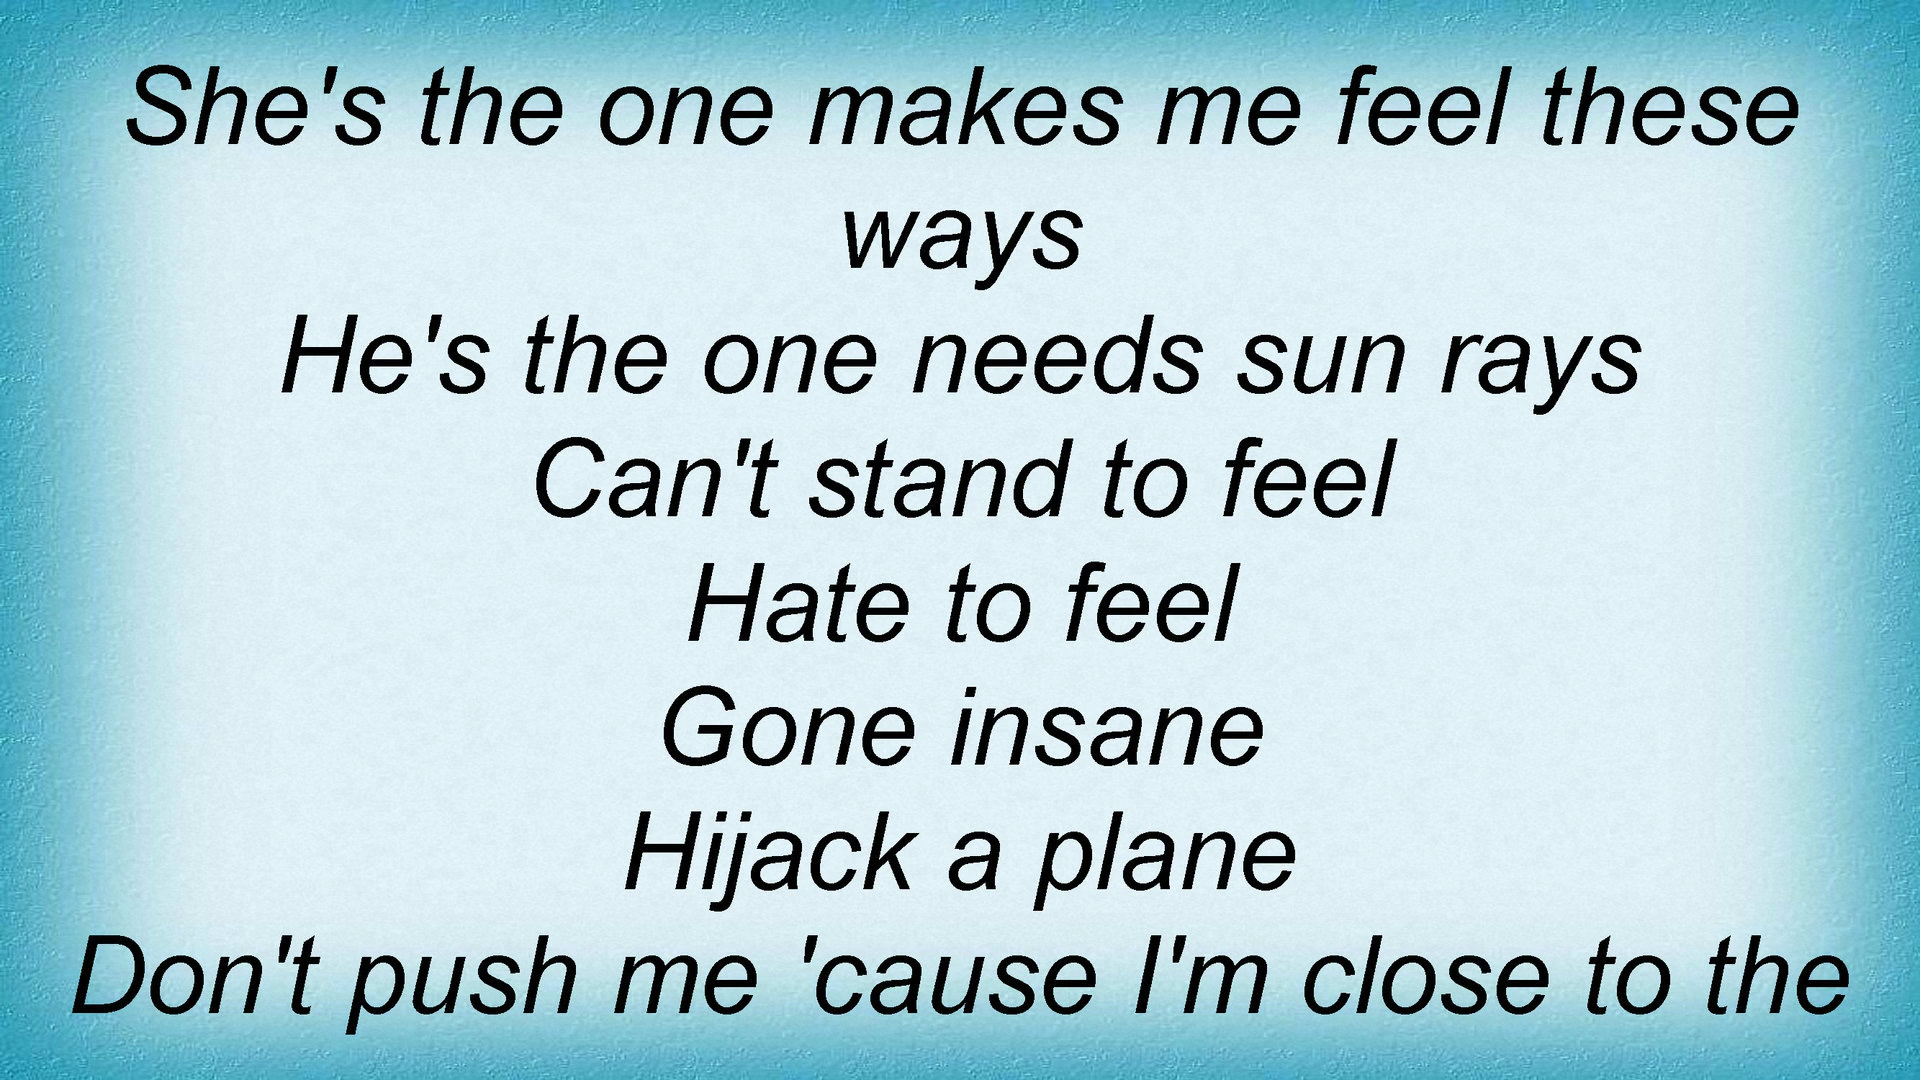 She's the one makes me feel these
ways
He's the one needs sun rays
Can't stand to feel
Hate to feel
Gone insane
Hijack a plane
Don't push me 'cause I'm close to the